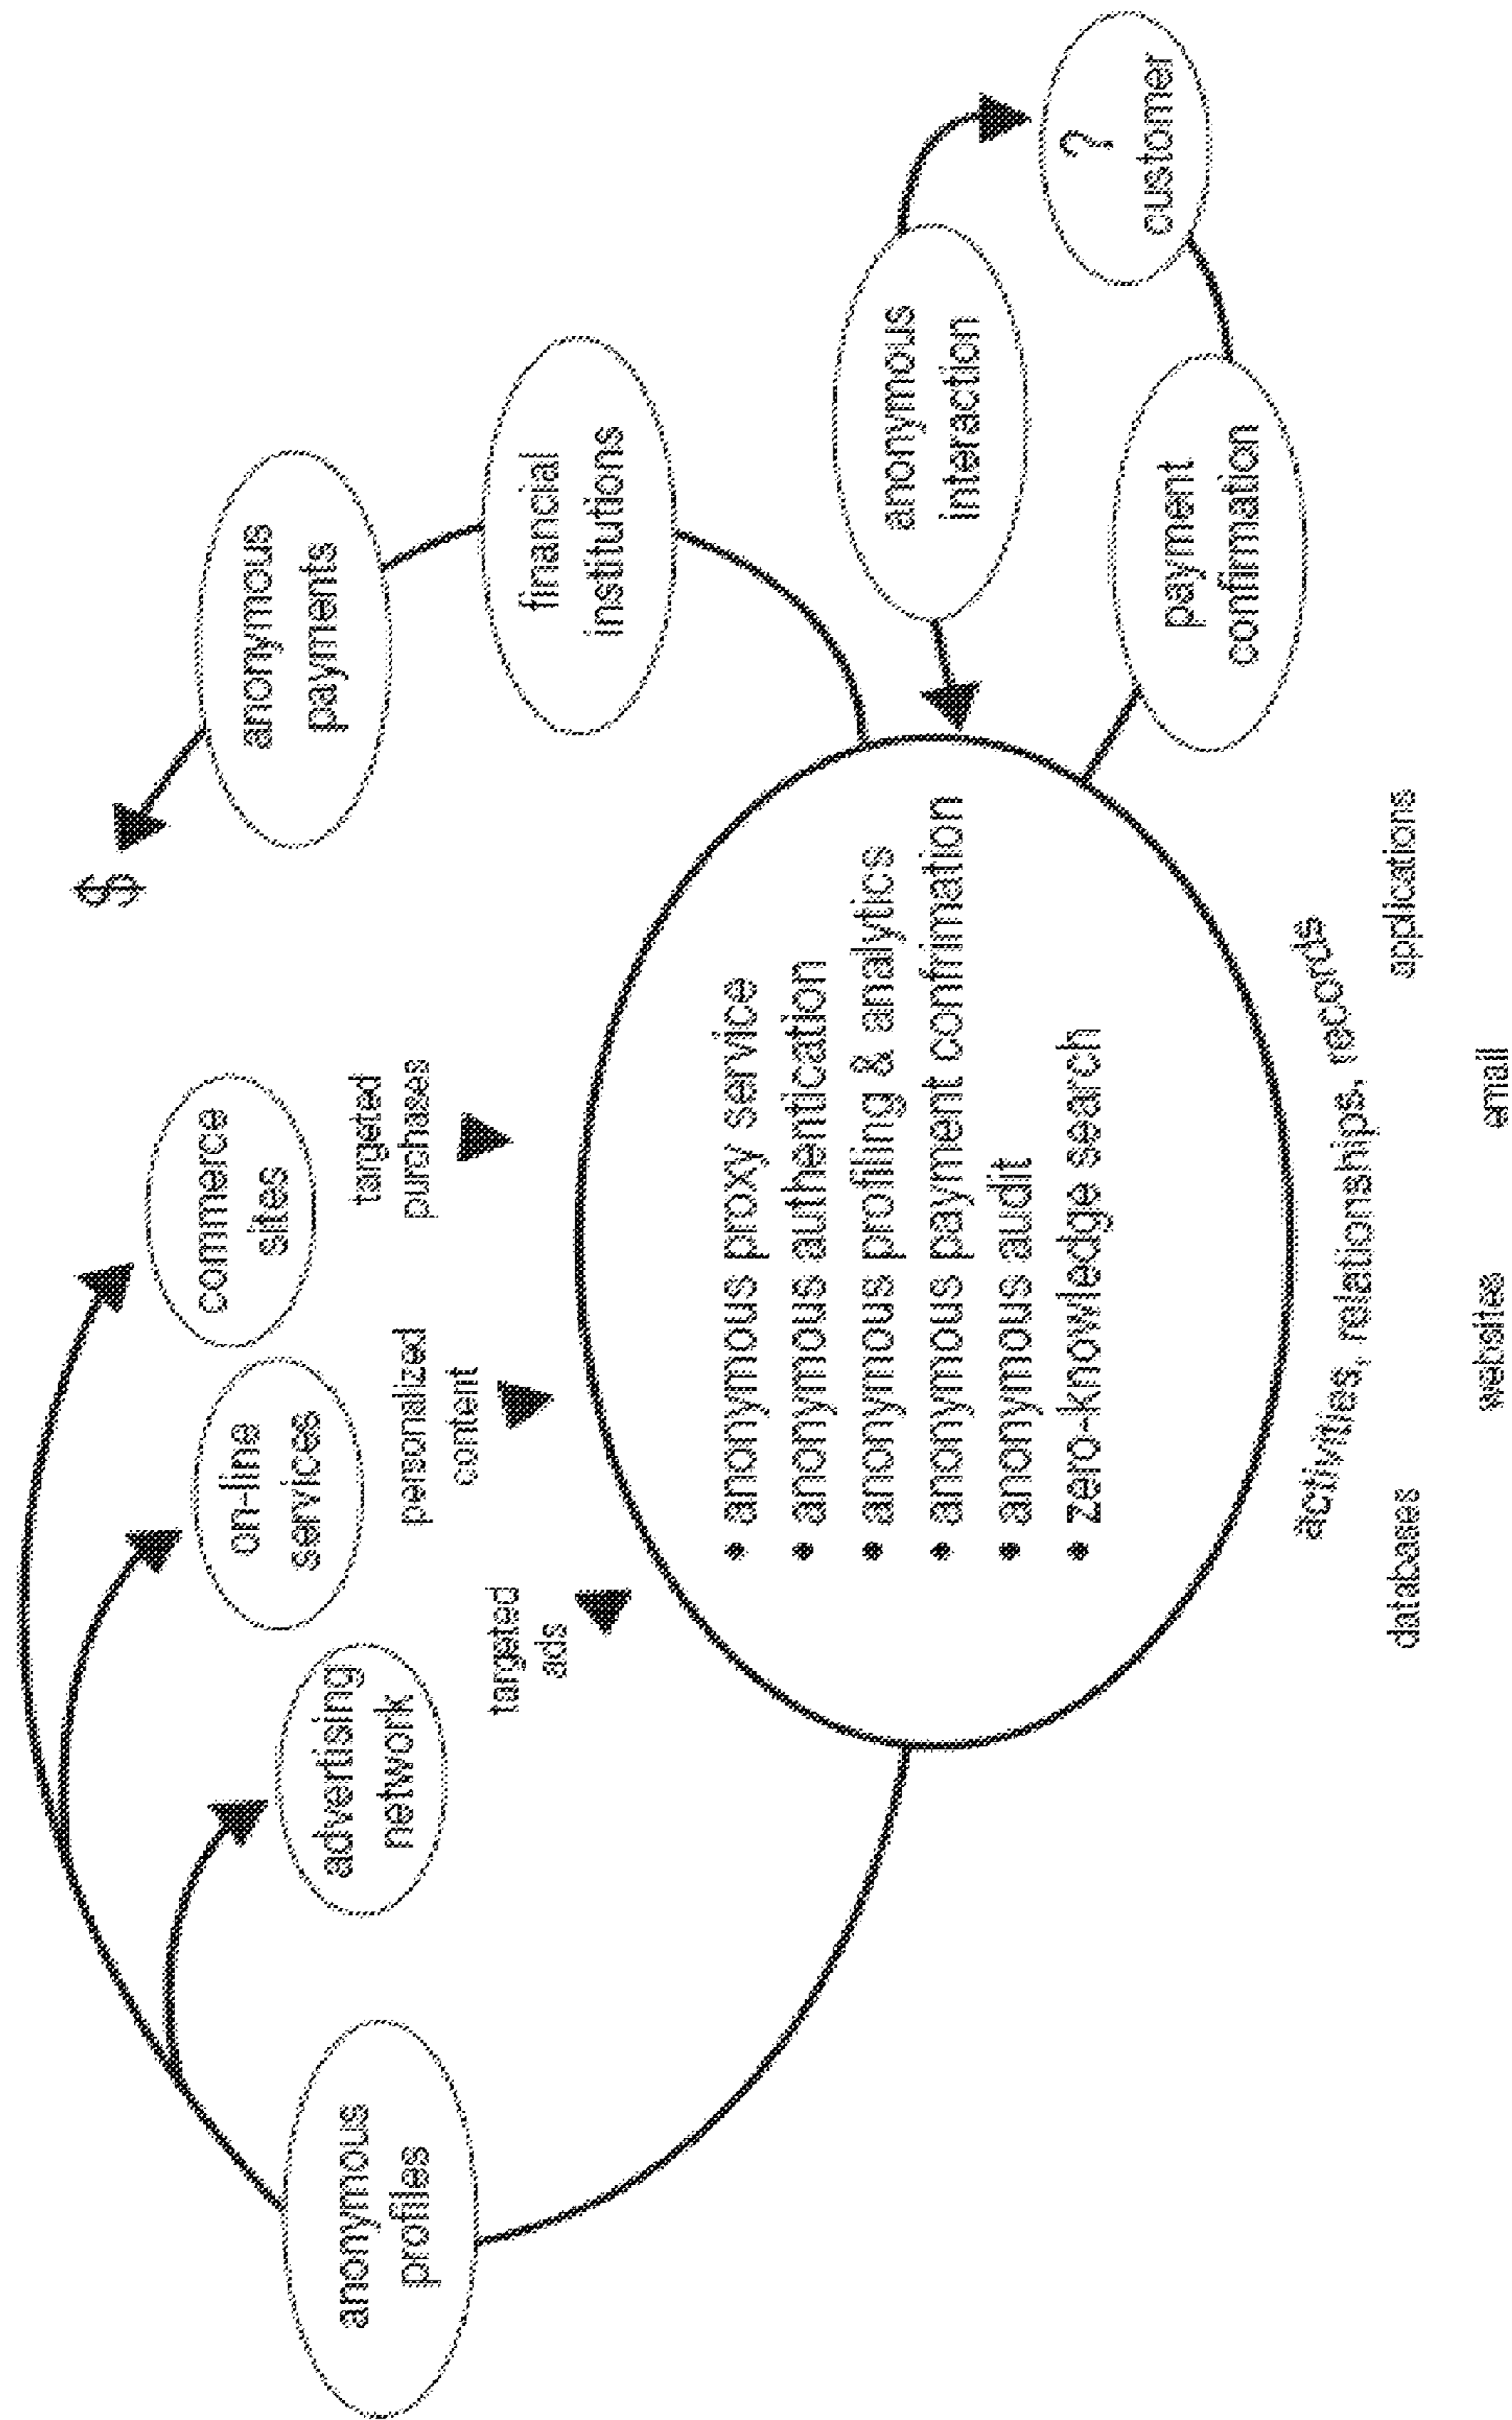 $
commerce
sites
on-line
services
advertising
network
anonymous
profiles
targeted
purchases
personalized
content
targeted
ads
anonymous
payments
financial
institutions
anonymous
interaction
?
customer
payment
confirmation
• anonymous proxy service
• anonymous authentication
• anonymous profiling & analytics
• anonymous payment confrimation
• anonymous audit
• zero-knowledge search
activities, relationships, records
databases
websites
email
applications